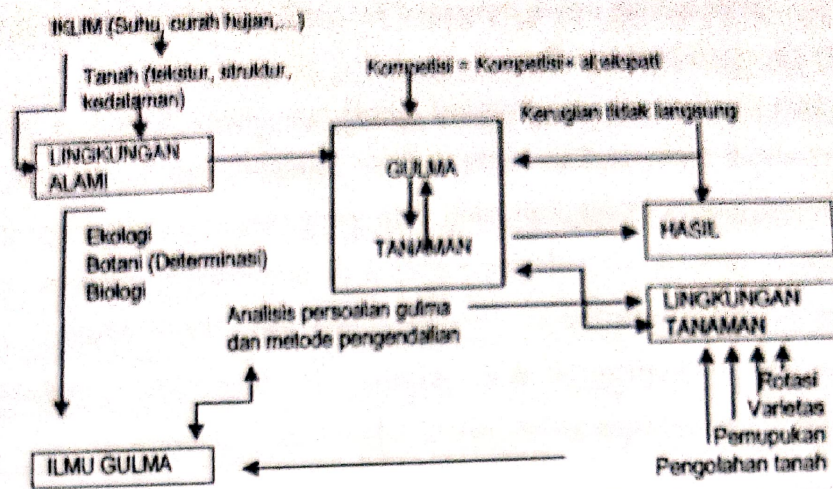 IKLIM (Suhu, curah hujan,...)
Tanah (tekstur, struktur,
kedalaman)
Kompetisi = Kompetisi+ alelopati
Kerugian tidak langsung
LINGKUNGAN
ALAMI
GULMA
TANAMAN
HASIL
Ekologi
Botani (Determinasi)
Biologi
Analisis persoalan gulma
dan metode pengendalian
LINGKUNGAN
TANAMAN
Rotasi
Varietas
Pemupukan
Pengolahan tanah
ILMU GULMA